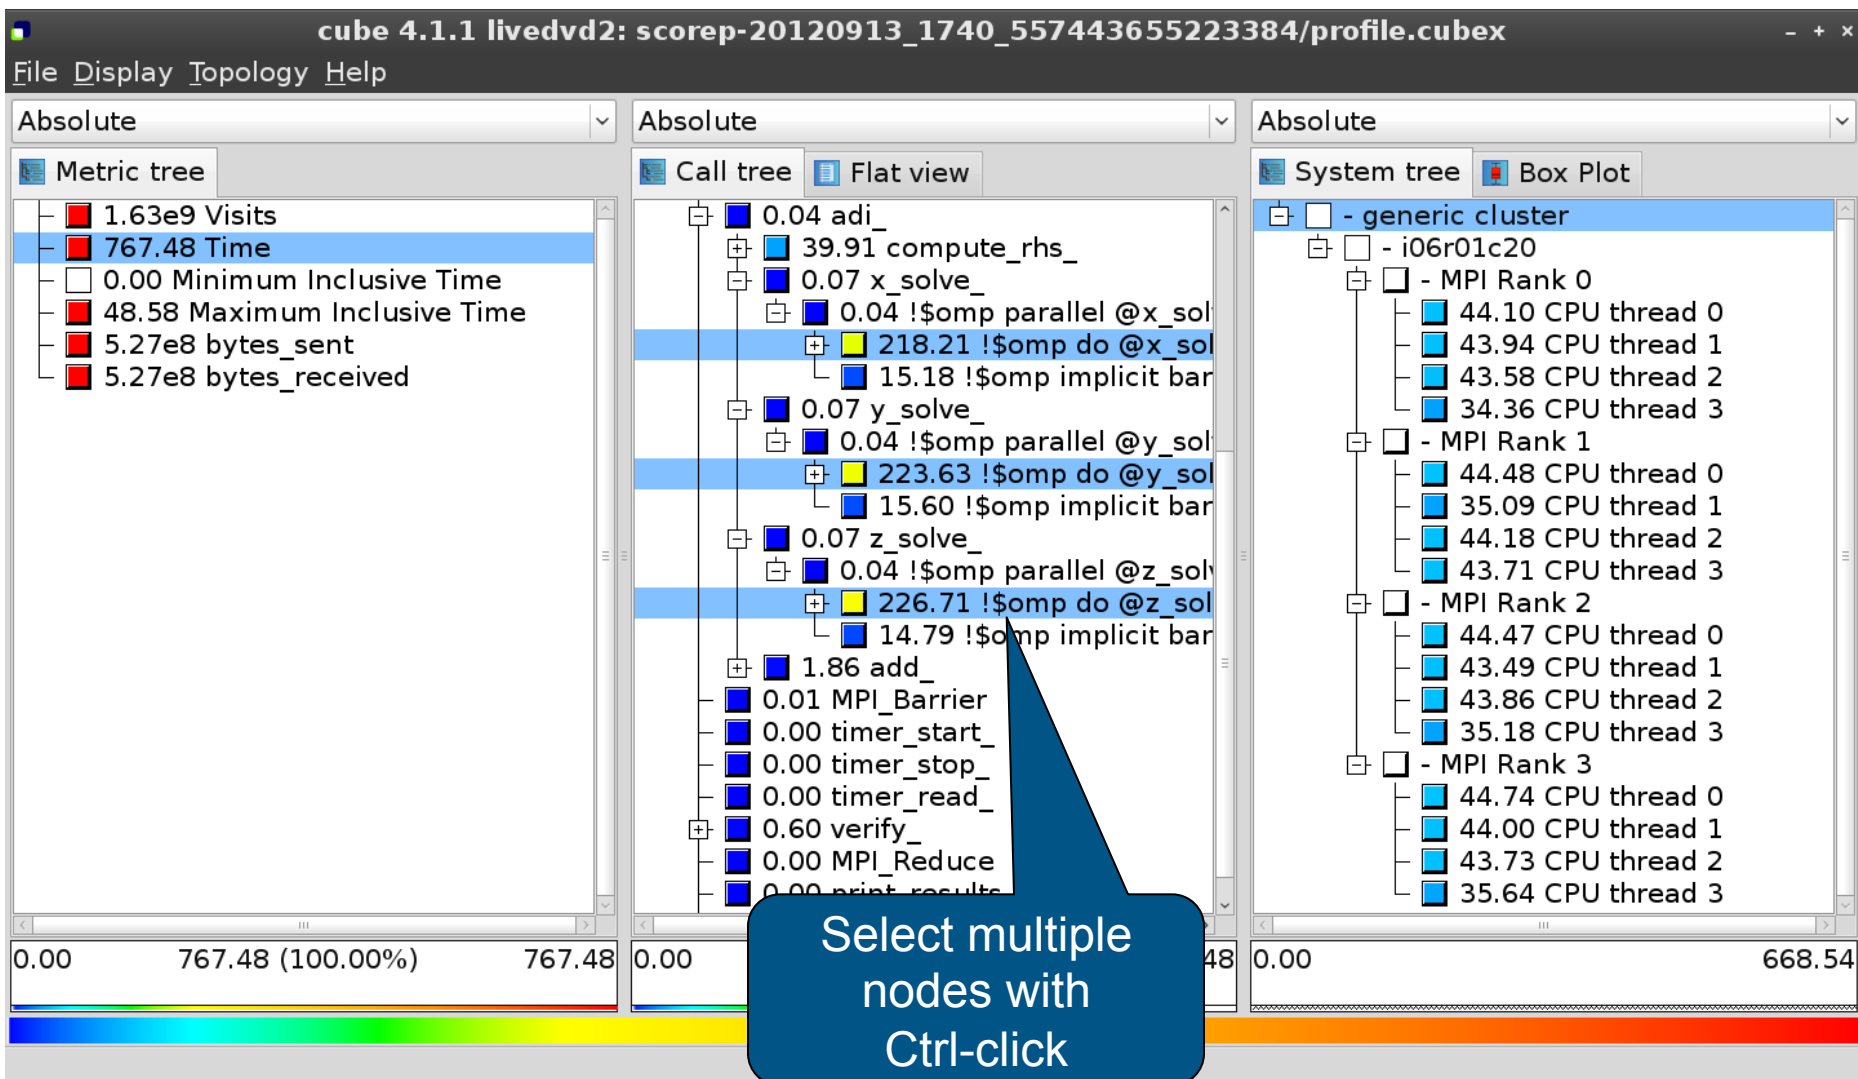 cube 4.1.1 livedvd2: scorep-20120913_1740_557443655223384/profile.cubex
File Display Topology Help
Absolute
Metric tree
1.63e9 Visits
767.48 Time
0.00 Minimum Inclusive Time
48.58 Maximum Inclusive Time
5.27e8 bytes_sent
5.27e8 bytes_received
0.00 767.48 (100.00%) 767.48
Absolute
Call tree Flat view
0.04 adi_
39.91 compute_rhs_
0.07 x_solve_
0.04 !$omp parallel @x_sol
218.21 !$omp do @x_sol
15.18 !$omp implicit bar
0.07 y_solve_
0.04 !$omp parallel @y_sol
223.63 !$omp do @y_sol
15.60 !$omp implicit bar
0.07 z_solve_
0.04 !$omp parallel @z_solv
226.71 !$omp do @z_sol
14.79 !$omp implicit bar
1.86 add_
0.01 MPI_Barrier
0.00 timer_start_
0.00 timer_stop_
0.00 timer_read_
0.60 verify_
0.00 MPI_Reduce
0.00 print_results
0.00 48
Select multiple
nodes with
Ctrl-click
Absolute
System tree Box Plot
- generic cluster
- i06r01c20
- MPI Rank 0
44.10 CPU thread 0
43.94 CPU thread 1
43.58 CPU thread 2
34.36 CPU thread 3
- MPI Rank 1
44.48 CPU thread 0
35.09 CPU thread 1
44.18 CPU thread 2
43.71 CPU thread 3
- MPI Rank 2
44.47 CPU thread 0
43.49 CPU thread 1
43.86 CPU thread 2
35.18 CPU thread 3
- MPI Rank 3
44.74 CPU thread 0
44.00 CPU thread 1
43.73 CPU thread 2
35.64 CPU thread 3
0.00 668.54